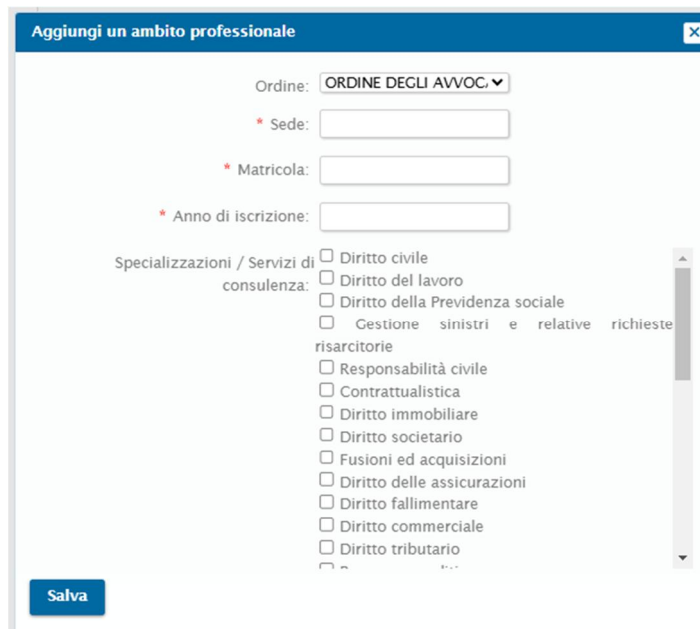 Aggiungi un ambito professionale
Ordine: ORDINE DEGLI AVVOC
* Sede:
* Matricola:
* Anno di iscrizione:
Specializzazioni / Servizi di
consulenza:
Diritto civile
Diritto del lavoro
Diritto della Previdenza sociale
Gestione sinistri e relative richieste
risarcitorie
Responsabilità civile
Contrattualistica
Diritto immobiliare
Diritto societario
Fusioni ed acquisizioni
Diritto delle assicurazioni
Diritto fallimentare
Diritto commerciale
Diritto tributario
Salva